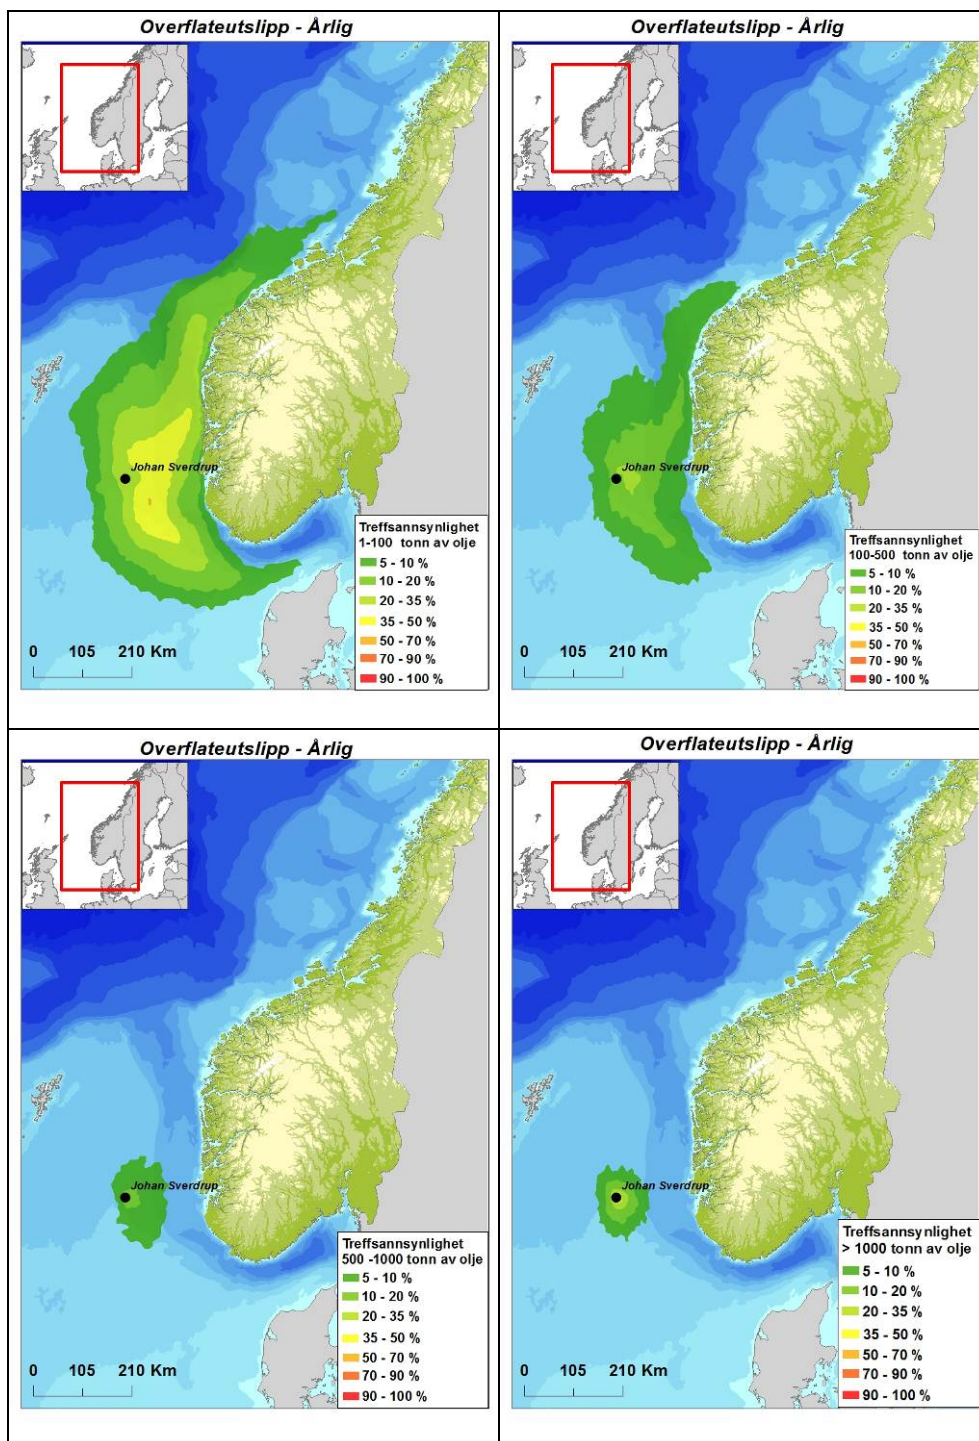 Overflateutslipp - Årlig
Johan Sverdrup
Treffsannsynlighet
1-100 tonn av olje
5 - 10 %
10 - 20 %
20 - 35 %
35 - 50 %
50 - 70 %
70 - 90 %
90 - 100 %
0 105 210 Km
Overflateutslipp - Årlig
Johan Sverdrup
Treffsannsynlighet
100-500 tonn av olje
5 - 10 %
10 - 20 %
20 - 35 %
35 - 50 %
50 - 70 %
70 - 90 %
90 - 100 %
0 105 210 Km
Overflateutslipp - Årlig
Johan Sverdrup
Treffsannsynlighet
500 -1000 tonn av olje
5 - 10 %
10 - 20 %
20 - 35 %
35 - 50 %
50 - 70 %
70 - 90 %
90 - 100 %
0 105 210 Km
Overflateutslipp - Årlig
Johan Sverdrup
Treffsannsynlighet
> 1000 tonn av olje
5 - 10 %
10 - 20 %
20 - 35 %
35 - 50 %
50 - 70 %
70 - 90 %
90 - 100 %
0 105 210 Km